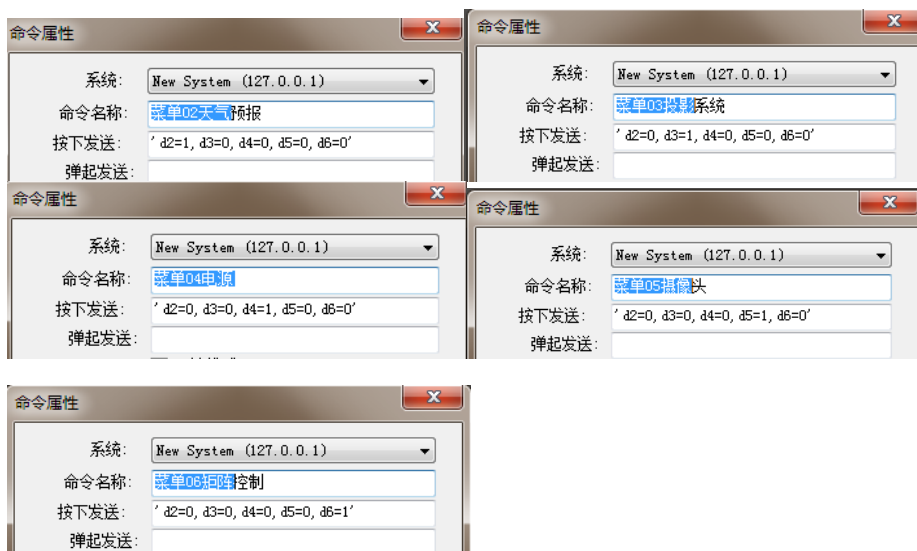 命令属性
系统: New System (127.0.0.1)
命令名称: 菜单02天气预报
按下发送: ' d2=1, d3=0, d4=0, d5=0, d6=0'
弹起发送:
命令属性
系统: New System (127.0.0.1)
命令名称: 菜单03投影系统
按下发送: ' d2=0, d3=1, d4=0, d5=0, d6=0'
弹起发送:
命令属性
系统: New System (127.0.0.1)
命令名称: 菜单04电源
按下发送: ' d2=0, d3=0, d4=1, d5=0, d6=0'
弹起发送:
命令属性
系统: New System (127.0.0.1)
命令名称: 菜单05摄像头
按下发送: ' d2=0, d3=0, d4=0, d5=1, d6=0'
弹起发送:
命令属性
系统: New System (127.0.0.1)
命令名称: 菜单06矩阵控制
按下发送: ' d2=0, d3=0, d4=0, d5=0, d6=1'
弹起发送: